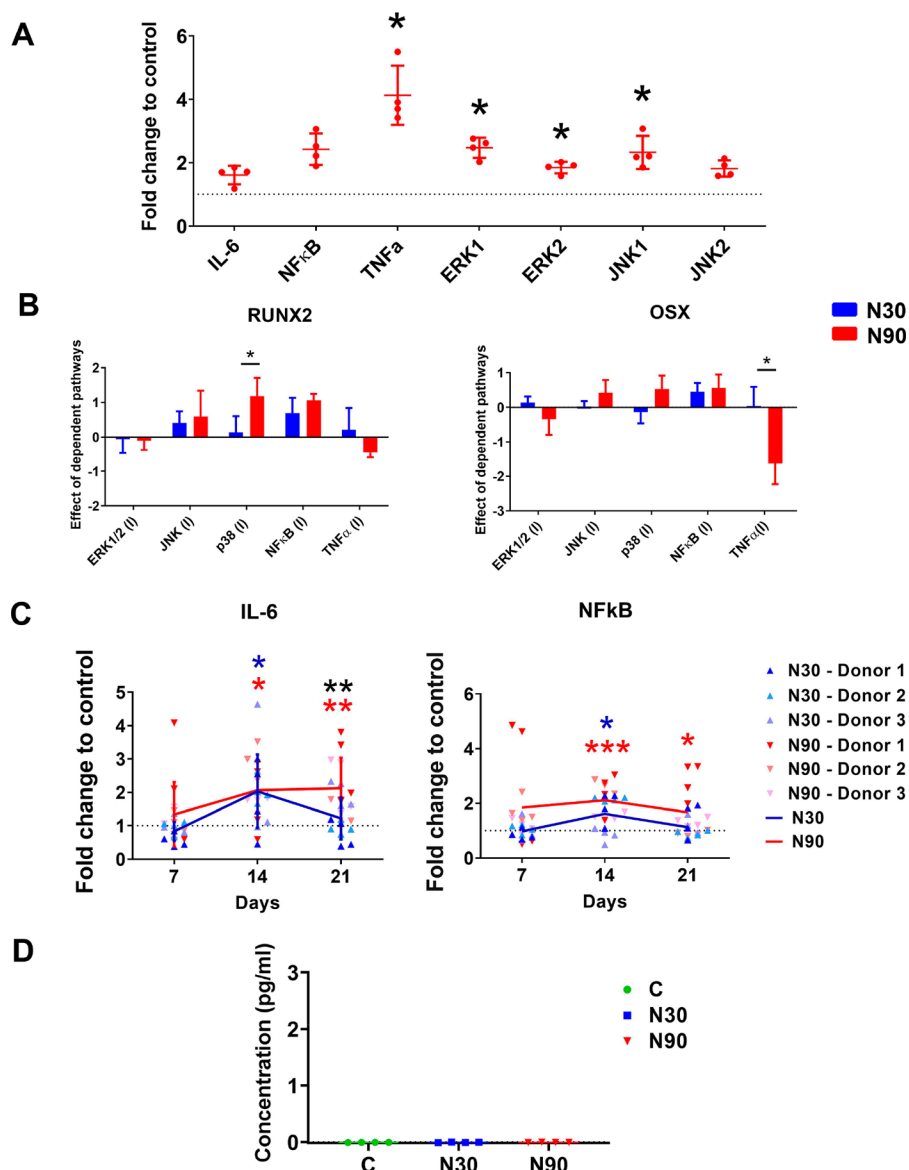 A
Fold change to control
6
4
2
0
*
*
*
*
IL-6
NFκB
TNFa
ERK1
ERK2
JNK1
JNK2
B
RUNX2
Effect of dependent pathways
2
1
0
-1
-2
*
ERK1/2 (I)
JNK (I)
p38 (I)
NFκB (I)
TNFα (I)
OSX
Effect of dependent pathways
1
0
-1
-2
-3
*
ERK1/2 (I)
JNK (I)
p38 (I)
NFκB (I)
TNFα(I)
N30
N90
C
IL-6
Fold change to control
5
4
3
2
1
0
*
*
**
**
7
14
21
Days
NFkB
Fold change to control
6
4
2
0
*
***
*
7
14
21
Days
N30 - Donor 1
N30 - Donor 2
N30 - Donor 3
N90 - Donor 1
N90 - Donor 2
N90 - Donor 3
N30
N90
D
Concentration (pg/ml)
3
2
1
0
C
N30
N90
C
N30
N90